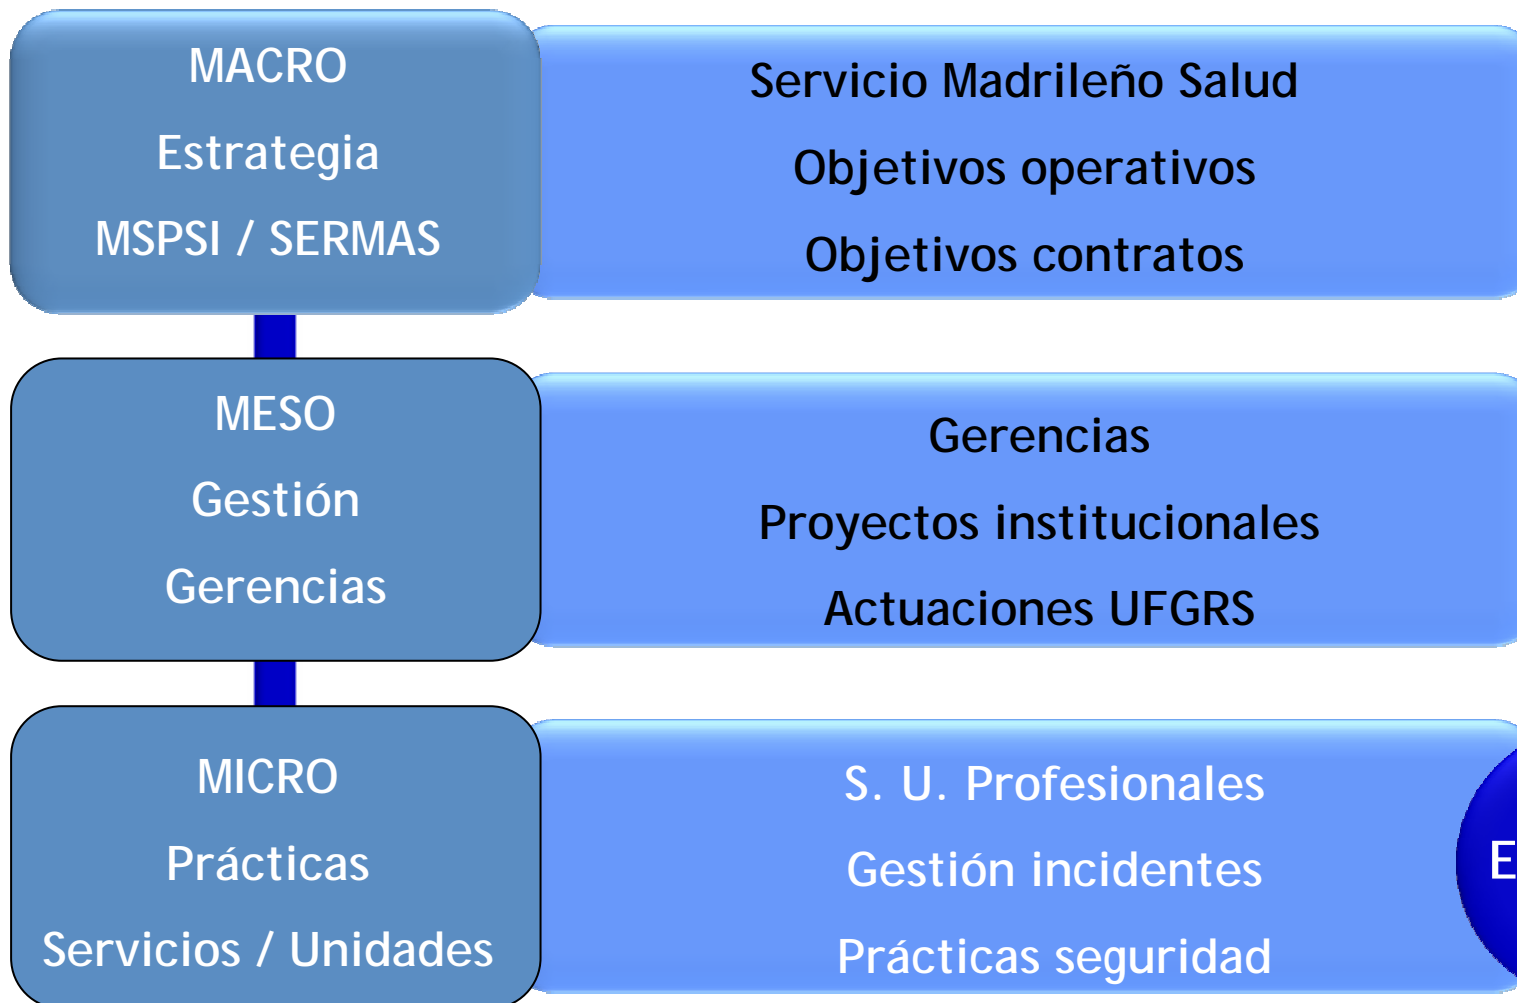 MACRO
Estrategia
MSPSI / SERMAS
Servicio Madrileño Salud
Objetivos operativos
Objetivos contratos
MESO
Gestión
Gerencias
Gerencias
Proyectos institucionales
Actuaciones UFGRS
MICRO
Prácticas
Servicios / Unidades
S. U. Profesionales
Gestión incidentes
Prácticas seguridad